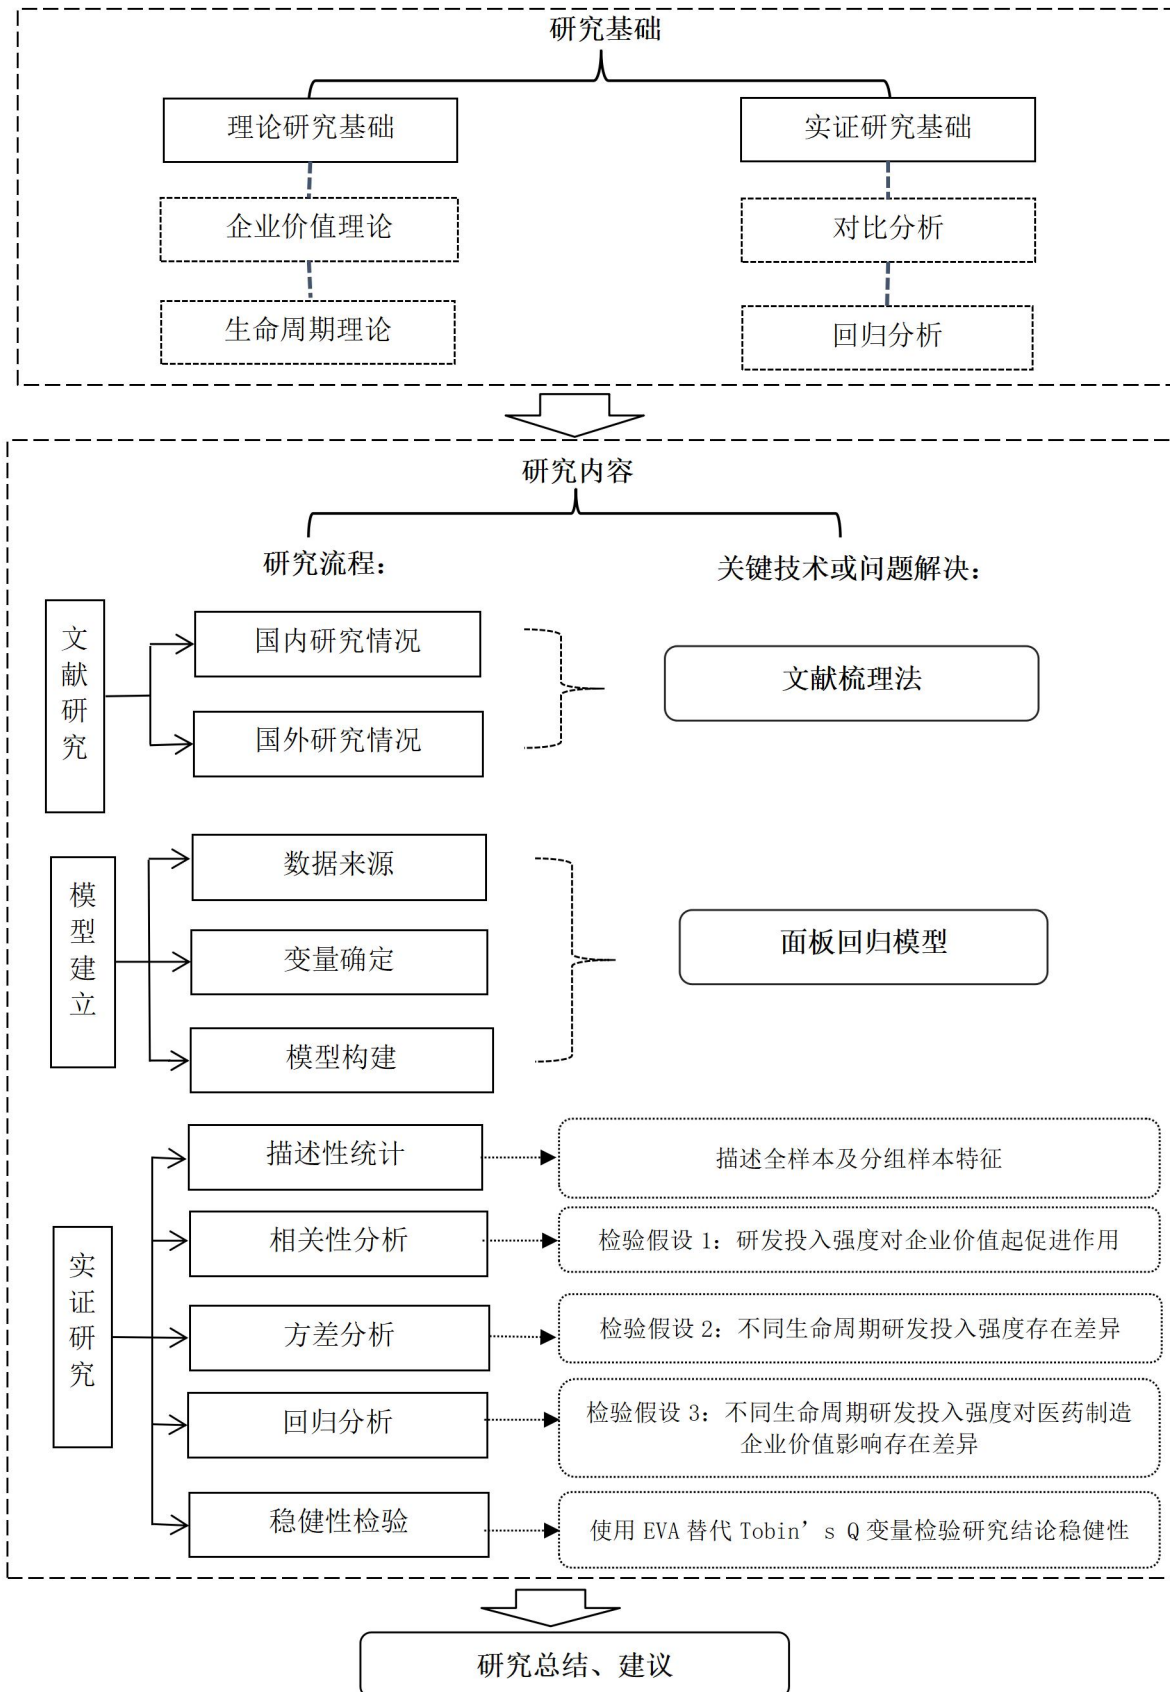 研究基础
理论研究基础
实证研究基础
企业价值理论
对比分析
生命周期理论
回归分析
研究内容
研究流程：
关键技术或问题解决：
文献研究
国内研究情况
国外研究情况
文献梳理法
模型建立
数据来源
变量确定
模型构建
面板回归模型
实证研究
描述性统计
描述全样本及分组样本特征
相关性分析
检验假设 1：研发投入强度对企业价值起促进作用
方差分析
检验假设 2：不同生命周期研发投入强度存在差异
回归分析
检验假设 3：不同生命周期研发投入强度对医药制造
企业价值影响存在差异
稳健性检验
使用 EVA 替代 Tobin’s Q 变量检验研究结论稳健性
研究总结、建议